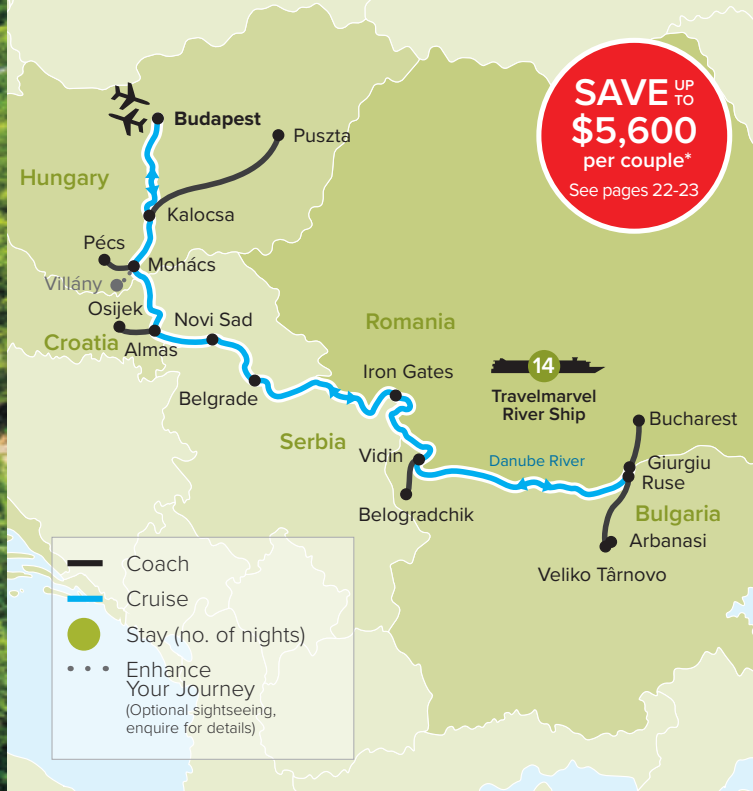 SAVE UP TO
$5,600
per couple*
See pages 22-23
Budapest
Puszta
Hungary
Kalocsa
Pécs
Mohács
Villány
Osijek
Novi Sad
Croatia
Almas
Romania
Belgrade
Iron Gates
14
Travelmarvel
River Ship
Serbia
Bucharest
Vidin
Danube River
Giurgiu
Ruse
Belogradchik
Bulgaria
Arbanasi
Veliko Târnovo
Coach
Cruise
Stay (no. of nights)
Enhance
Your Journey
(Optional sightseeing,
enquire for details)